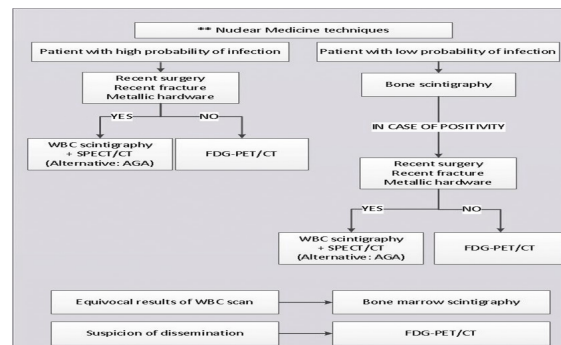 ** Nuclear Medicine techniques
Patient with high probability of infection
Patient with low probability of infection
Recent surgery
Recent fracture
Metallic hardware
Bone scintigraphy
YES
NO
IN CASE OF POSITIVITY
WBC scintigraphy
+ SPECT/CT
(Alternative: AGA)
FDG-PET/CT
Recent surgery
Recent fracture
Metallic hardware
YES
NO
WBC scintigraphy
+ SPECT/CT
(Alternative: AGA)
FDG-PET/CT
Equivocal results of WBC scan
Bone marrow scintigraphy
Suspicion of dissemination
FDG-PET/CT